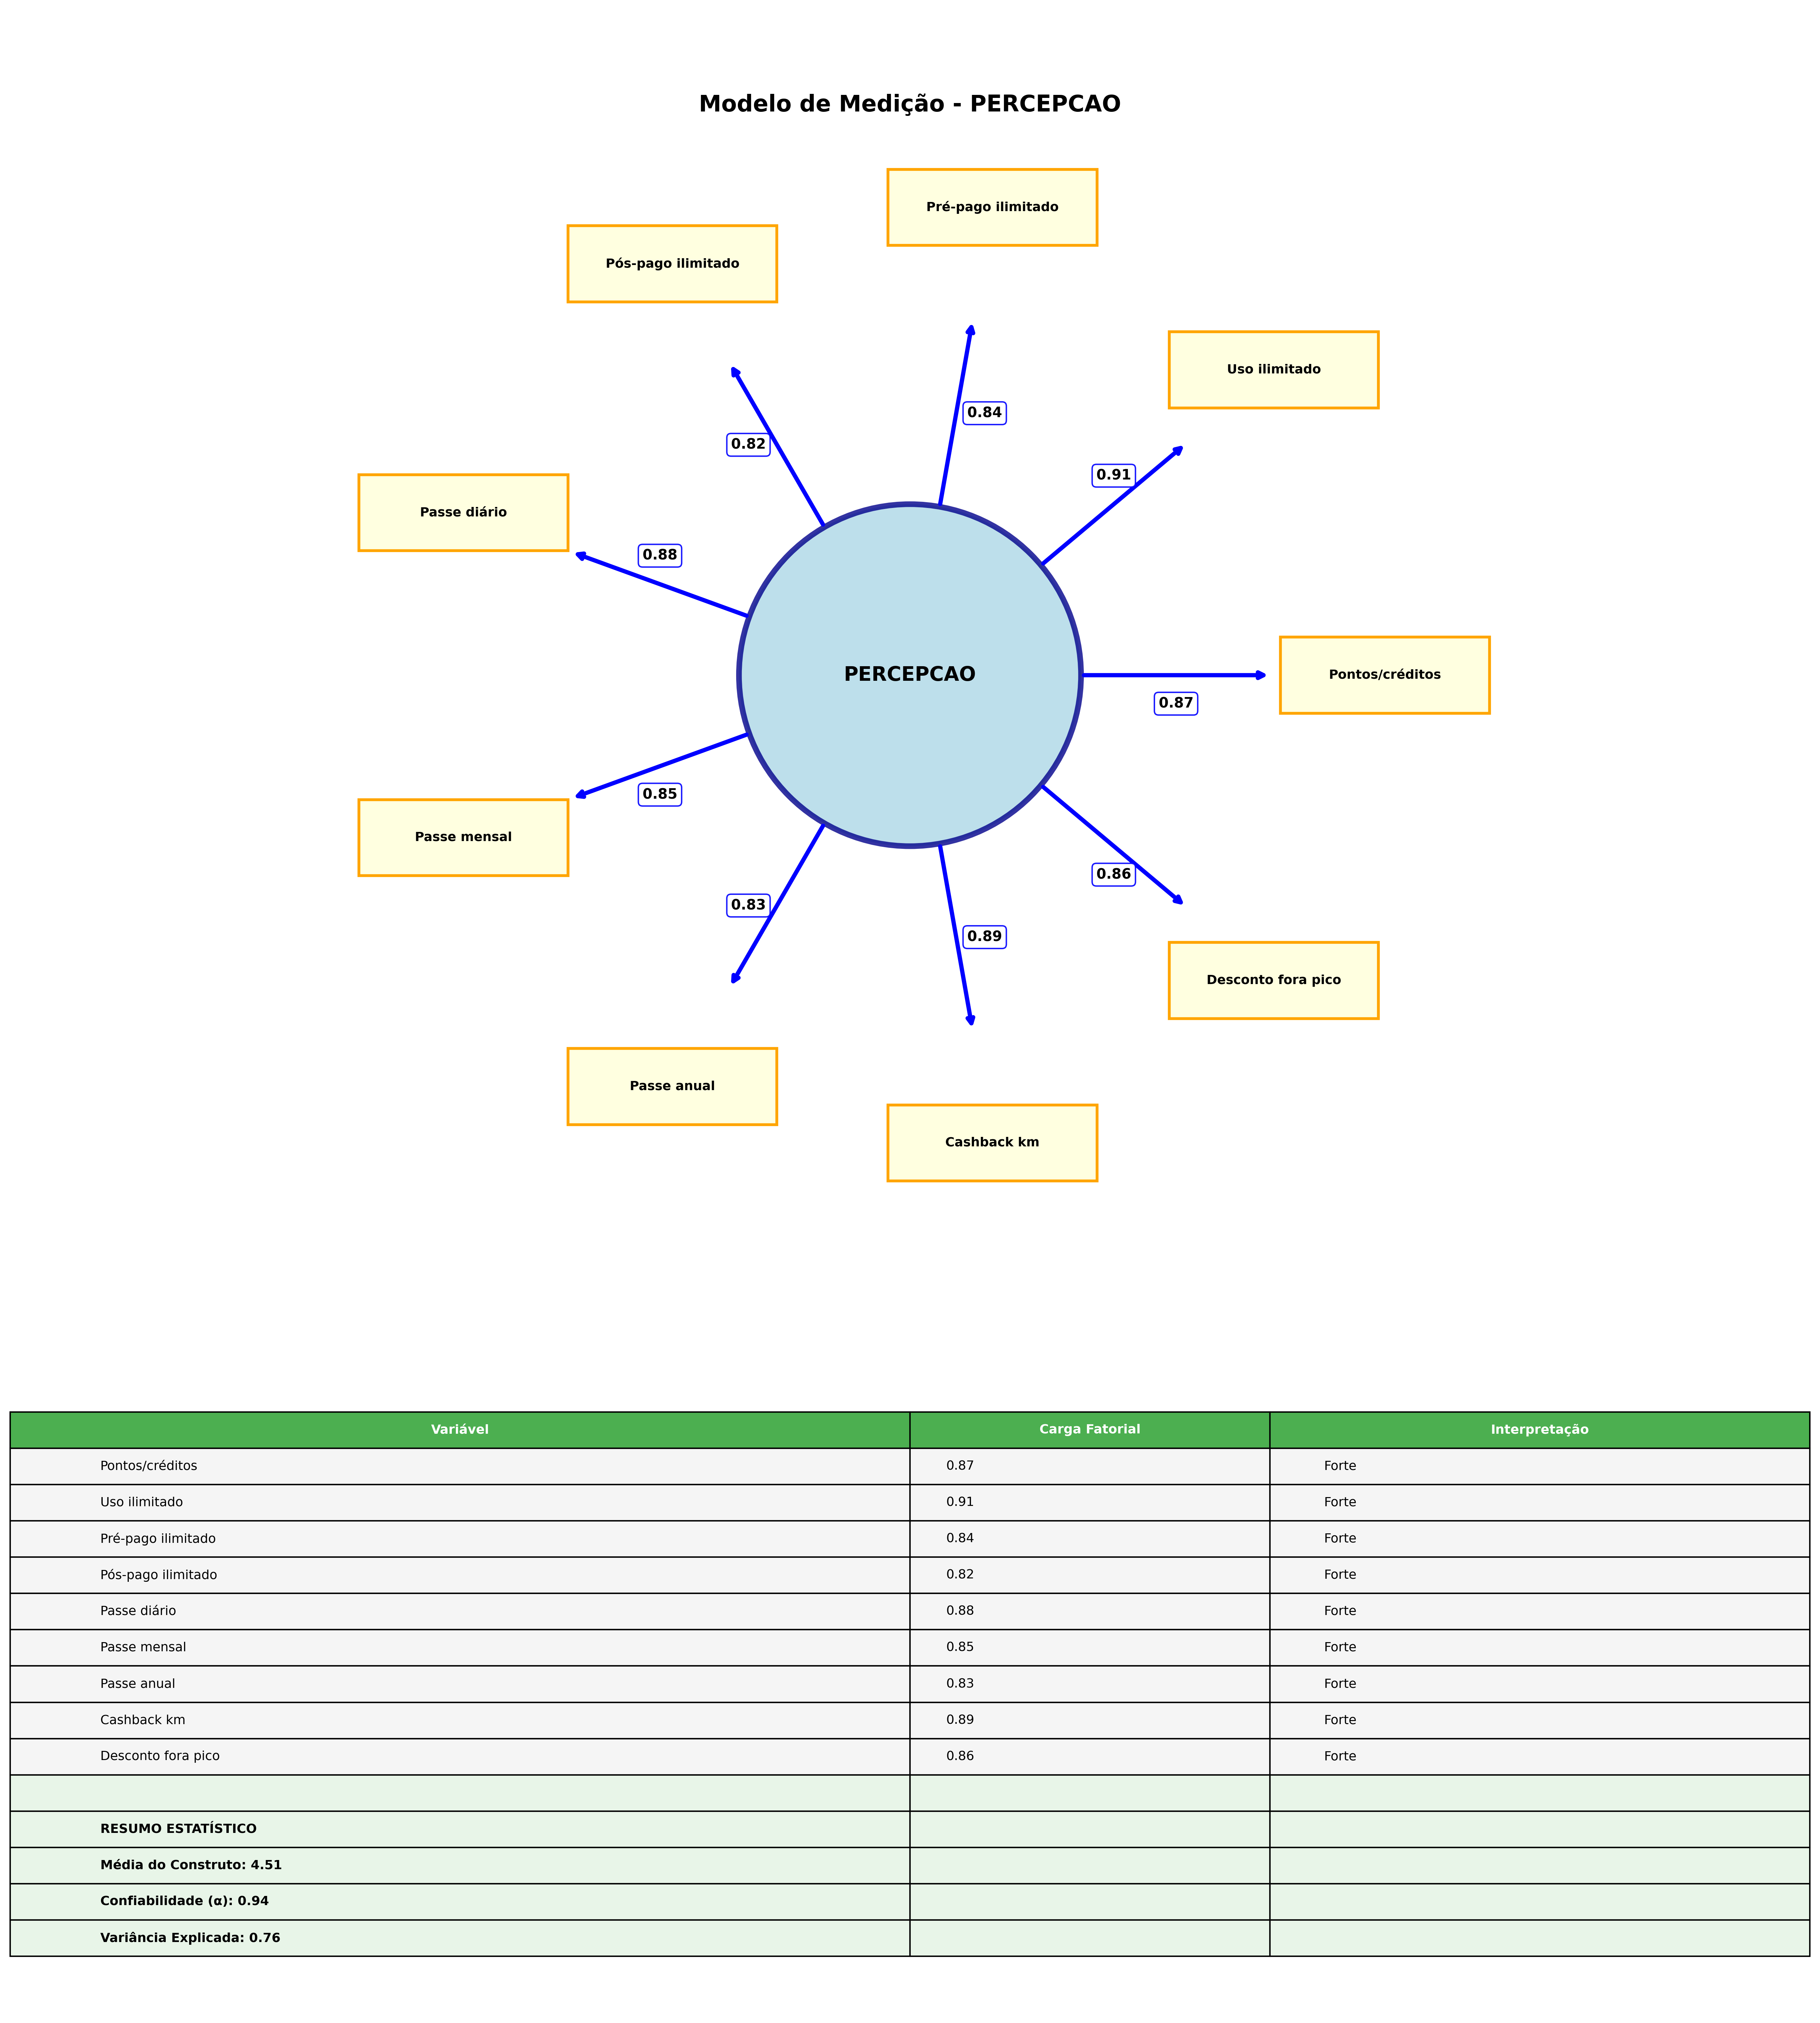 Modelo de Medição - PERCEPCAO
Pré-pago ilimitado
Pós-pago ilimitado
Uso ilimitado
0.84
0.82
0.91
Passe diário
0.88
PERCEPCAO
Pontos/créditos
0.87
0.85
Passe mensal
0.86
0.83
0.89
Desconto fora pico
Passe anual
Cashback km
Variável Carga Fatorial Interpretação
Pontos/créditos 0.87 Forte
Uso ilimitado 0.91 Forte
Pré-pago ilimitado 0.84 Forte
Pós-pago ilimitado 0.82 Forte
Passe diário 0.88 Forte
Passe mensal 0.85 Forte
Passe anual 0.83 Forte
Cashback km 0.89 Forte
Desconto fora pico 0.86 Forte
RESUMO ESTATÍSTICO
Média do Construto: 4.51
Confiabilidade (α): 0.94
Variância Explicada: 0.76